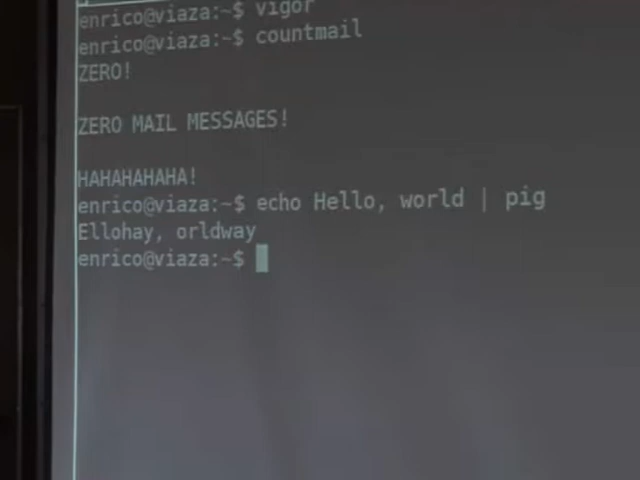 enrico@viaza:~$ vigor
enrico@viaza:~$ countmail
ZERO!
ZERO MAIL MESSAGES!
HAHAHAHAHA!
enrico@viaza:~$ echo Hello, world | pig
Ellohay, orldway
enrico@viaza:~$